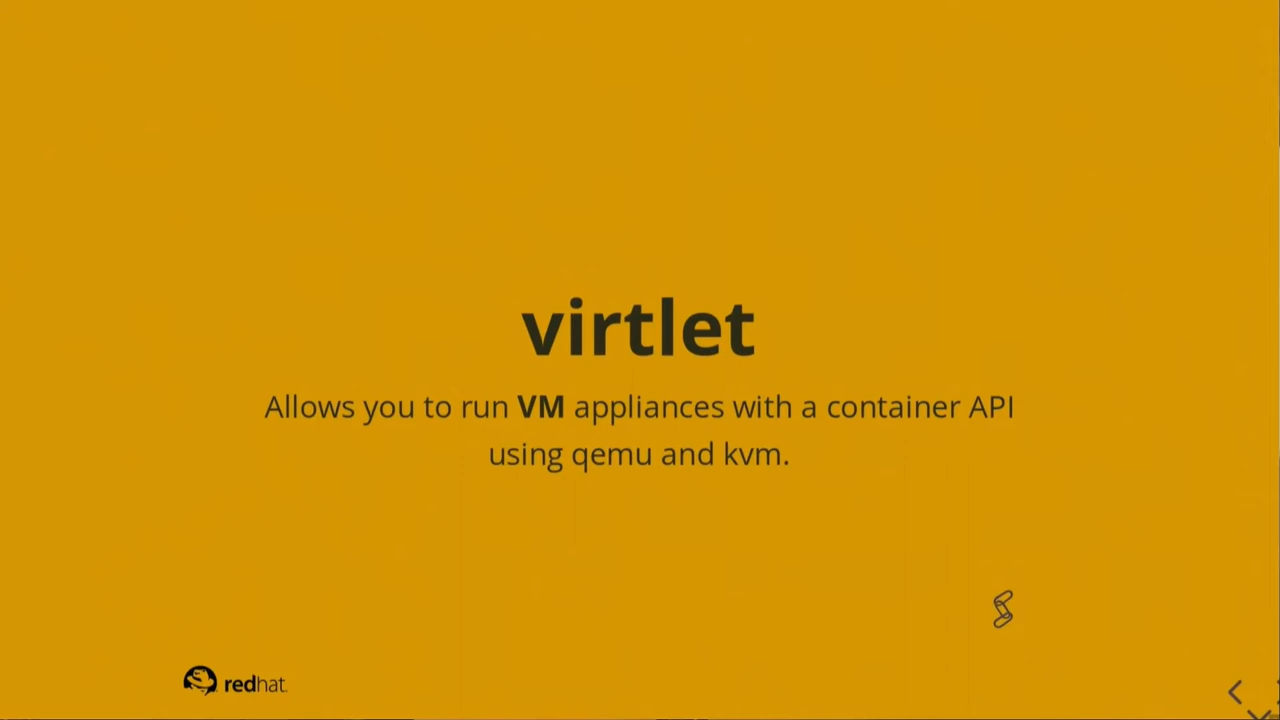 virtlet
Allows you to run VM appliances with a container API
using qemu and kvm.
redhat.